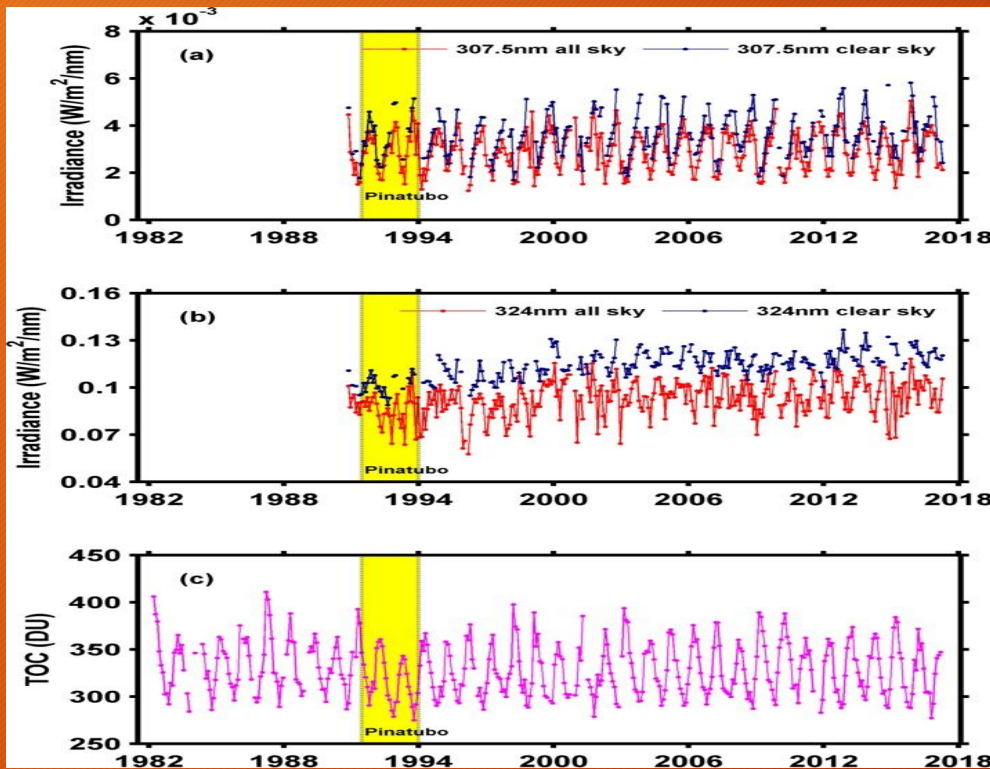 x 10⁻³
8
6
4
2
0
Irradiance (W/m²/nm)
(a)
307.5nm all sky
307.5nm clear sky
Pinatubo
1982 1988 1994 2000 2006 2012 2018
0.16
0.13
0.1
0.07
0.04
Irradiance (W/m²/nm)
(b)
324nm all sky
324nm clear sky
Pinatubo
1982 1988 1994 2000 2006 2012 2018
450
400
350
300
250
TOC (DU)
(c)
Pinatubo
1982 1988 1994 2000 2006 2012 2018